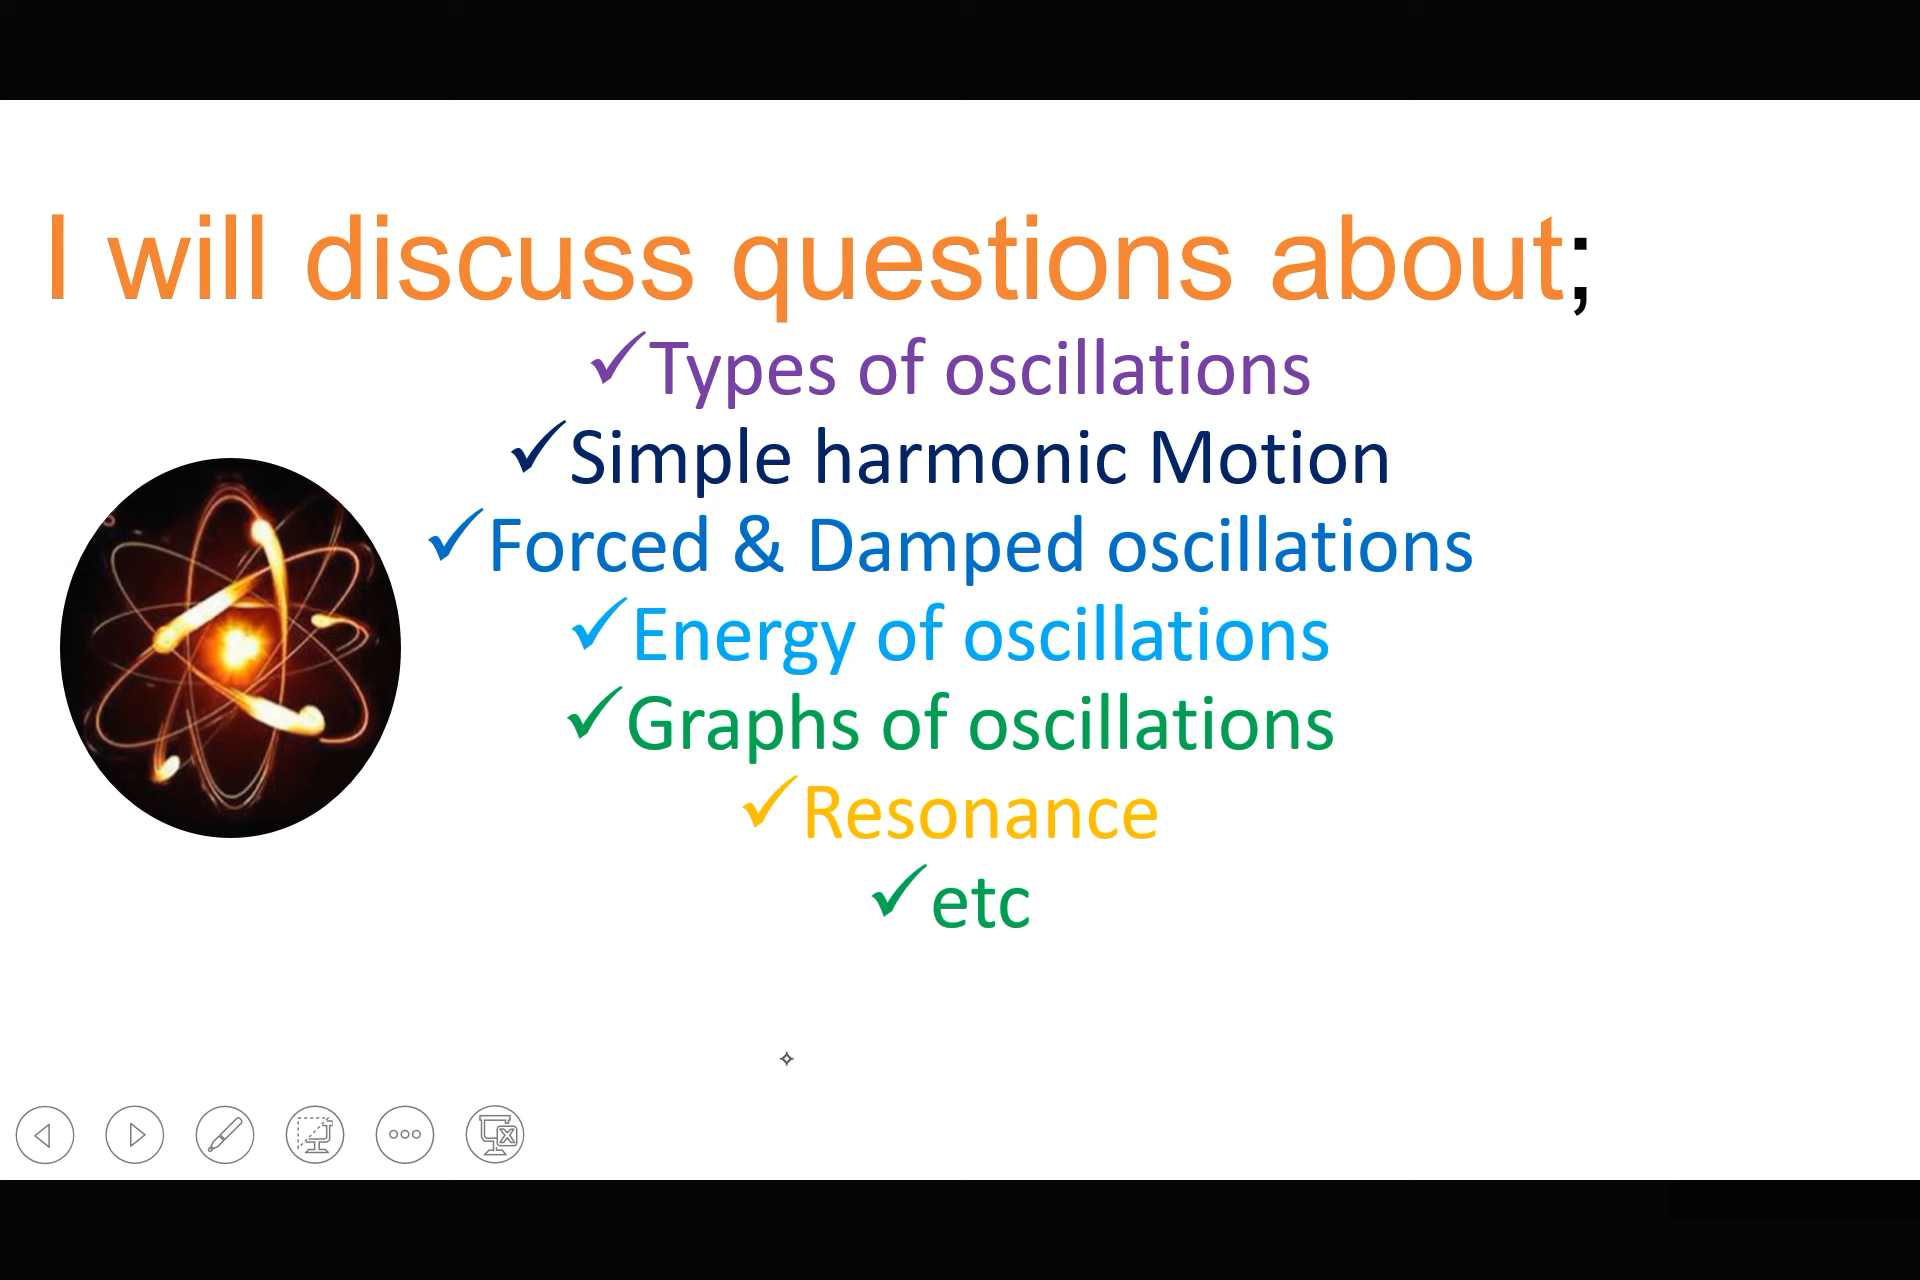 I will discuss questions about;
✓Types of oscillations
✓Simple harmonic Motion
✓Forced & Damped oscillations
✓Energy of oscillations
✓Graphs of oscillations
✓Resonance
✓etc